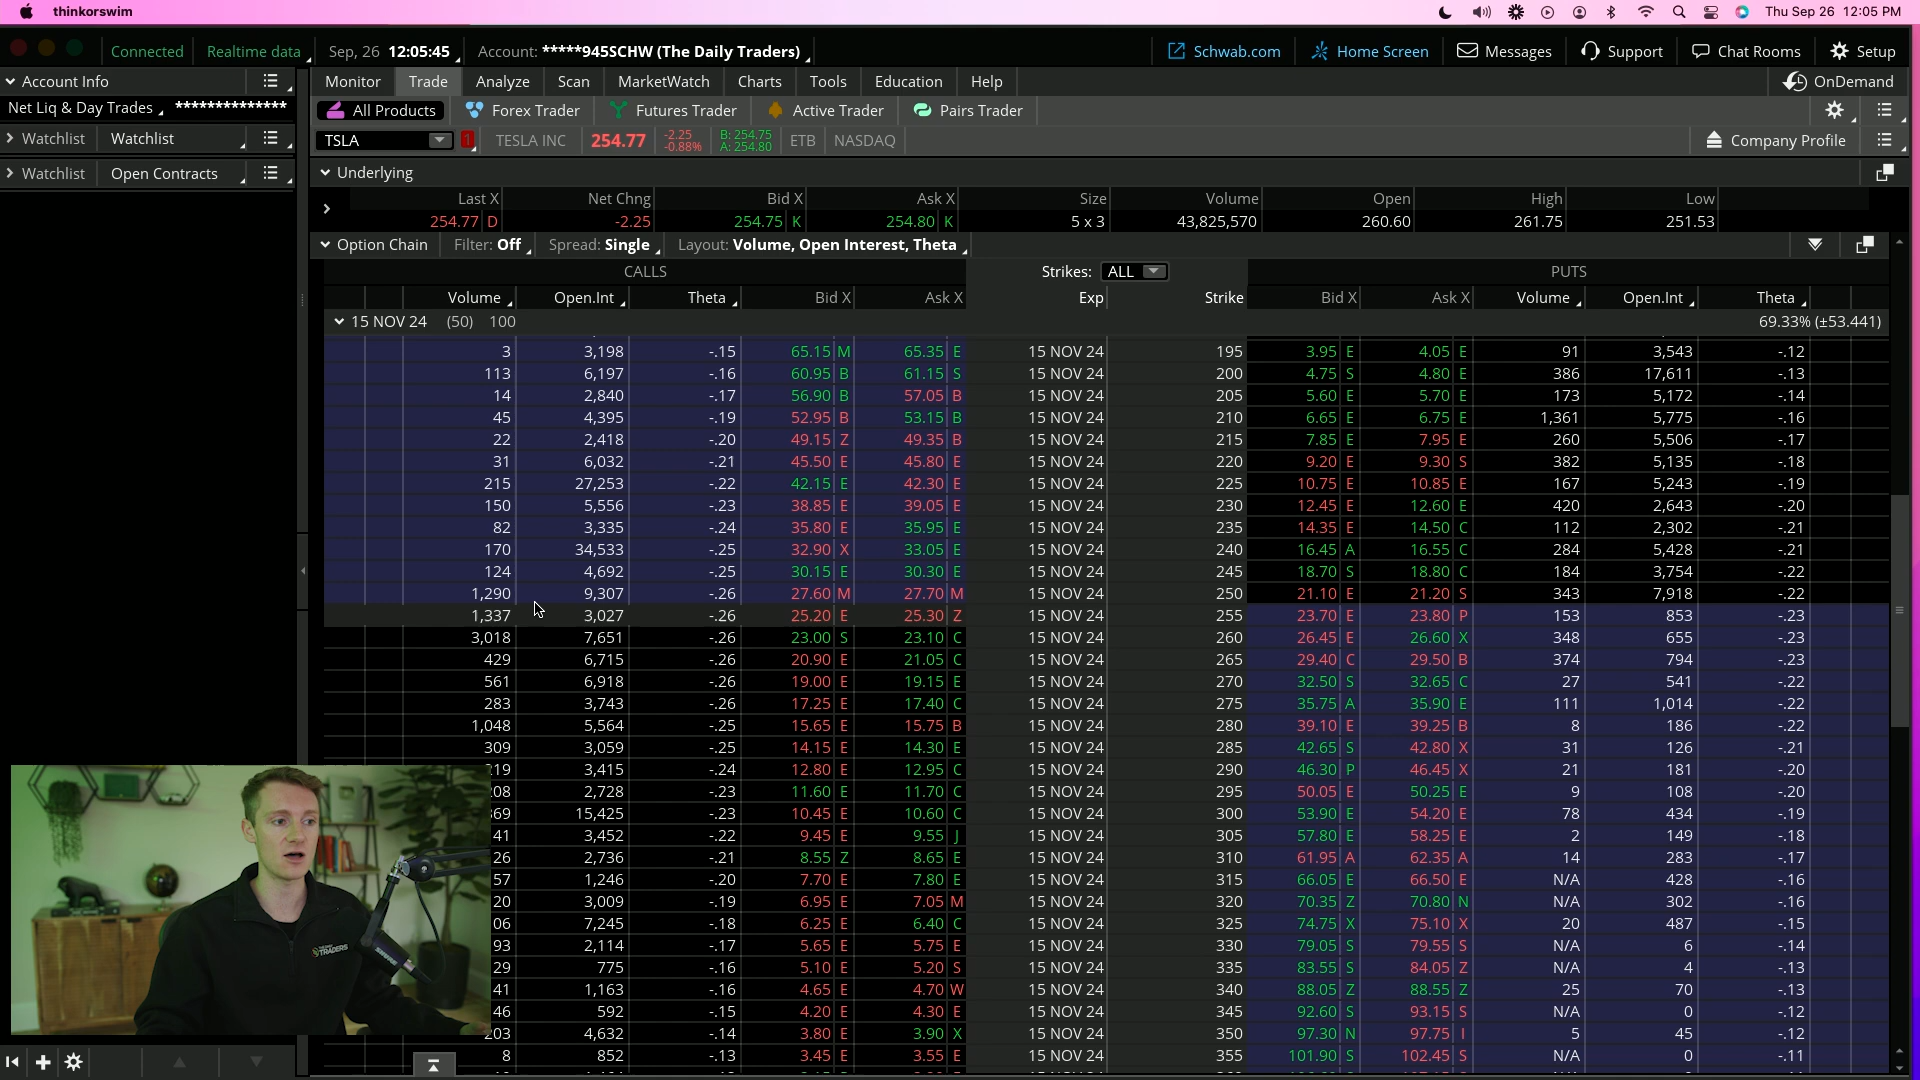 thinkorswim Thu Sep 26 12:05 PM
Connected Realtime data Sep, 26 12:05:45 Account: *****945SCHW (The Daily Traders) Schwab.com Home Screen Messages Support Chat Rooms Setup
Account Info Monitor Trade Analyze Scan MarketWatch Charts Tools Education Help OnDemand
Net Liq & Day Trades ************** All Products Forex Trader Futures Trader Active Trader Pairs Trader
Watchlist Watchlist TSLA 1 TESLA INC 254.77 -2.25 -0.88% B: 254.75 A: 254.80 ETB NASDAQ Company Profile
Watchlist Open Contracts Underlying
Last X Net Chng Bid X Ask X Size Volume Open High Low
254.77 D -2.25 254.75 K 254.80 K 5 x 3 43,825,570 260.60 261.75 251.53
Option Chain Filter: Off Spread: Single Layout: Volume, Open Interest, Theta
CALLS Strikes: ALL PUTS
Volume Open.Int Theta Bid X Ask X Exp Strike Bid X Ask X Volume Open.Int Theta
15 NOV 24 (50) 100 69.33% (±53.441)
3 3,198 -.15 65.15 M 65.35 E 15 NOV 24 195 3.95 E 4.05 E 91 3,543 -.12
113 6,197 -.16 60.95 B 61.15 S 15 NOV 24 200 4.75 S 4.80 E 386 17,611 -.13
14 2,840 -.17 56.90 B 57.05 B 15 NOV 24 205 5.60 E 5.70 E 173 5,172 -.14
45 4,395 -.19 52.95 B 53.15 B 15 NOV 24 210 6.65 E 6.75 E 1,361 5,775 -.16
22 2,418 -.20 49.15 Z 49.35 B 15 NOV 24 215 7.85 E 7.95 E 260 5,506 -.17
31 6,032 -.21 45.50 E 45.80 E 15 NOV 24 220 9.20 E 9.30 S 382 5,135 -.18
215 27,253 -.22 42.15 E 42.30 E 15 NOV 24 225 10.75 E 10.85 E 167 5,243 -.19
150 5,556 -.23 38.85 E 39.05 E 15 NOV 24 230 12.45 E 12.60 E 420 2,643 -.20
82 3,335 -.24 35.80 E 35.95 E 15 NOV 24 235 14.35 E 14.50 C 112 2,302 -.21
170 34,533 -.25 32.90 X 33.05 E 15 NOV 24 240 16.45 A 16.55 C 284 5,428 -.21
124 4,692 -.25 30.15 E 30.30 E 15 NOV 24 245 18.70 S 18.80 C 184 3,754 -.22
1,290 9,307 -.26 27.60 M 27.70 M 15 NOV 24 250 21.10 E 21.20 S 343 7,918 -.22
1,337 3,027 -.26 25.20 E 25.30 Z 15 NOV 24 255 23.70 E 23.80 P 153 853 -.23
3,018 7,651 -.26 23.00 S 23.10 C 15 NOV 24 260 26.45 E 26.60 X 348 655 -.23
429 6,715 -.26 20.90 E 21.05 C 15 NOV 24 265 29.40 C 29.50 B 374 794 -.23
561 6,918 -.26 19.00 E 19.15 E 15 NOV 24 270 32.50 S 32.65 C 27 541 -.22
283 3,743 -.26 17.25 E 17.40 C 15 NOV 24 275 35.75 A 35.90 E 111 1,014 -.22
1,048 5,564 -.25 15.65 E 15.75 B 15 NOV 24 280 39.10 E 39.25 B 8 186 -.22
309 3,059 -.25 14.15 E 14.30 E 15 NOV 24 285 42.65 S 42.80 X 31 126 -.21
19 3,415 -.24 12.80 E 12.95 C 15 NOV 24 290 46.30 P 46.45 X 21 181 -.20
08 2,728 -.23 11.60 E 11.70 C 15 NOV 24 295 50.05 E 50.25 E 9 108 -.20
69 15,425 -.23 10.45 E 10.60 C 15 NOV 24 300 53.90 E 54.20 E 78 434 -.19
41 3,452 -.22 9.45 E 9.55 J 15 NOV 24 305 57.80 E 58.25 E 2 149 -.18
26 2,736 -.21 8.55 Z 8.65 E 15 NOV 24 310 61.95 A 62.35 A 14 283 -.17
57 1,246 -.20 7.70 E 7.80 E 15 NOV 24 315 66.05 E 66.50 E N/A 428 -.16
20 3,009 -.19 6.95 E 7.05 M 15 NOV 24 320 70.35 Z 70.80 N N/A 302 -.16
06 7,245 -.18 6.25 E 6.40 C 15 NOV 24 325 74.75 X 75.10 X 20 487 -.15
93 2,114 -.17 5.65 E 5.75 E 15 NOV 24 330 79.05 S 79.55 S N/A 6 -.14
29 775 -.16 5.10 E 5.20 S 15 NOV 24 335 83.55 S 84.05 Z N/A 4 -.13
41 1,163 -.16 4.65 E 4.70 W 15 NOV 24 340 88.05 Z 88.55 Z 25 70 -.13
46 592 -.15 4.20 E 4.30 E 15 NOV 24 345 92.60 S 93.15 S N/A 0 -.12
203 4,632 -.14 3.80 E 3.90 X 15 NOV 24 350 97.30 N 97.75 I 5 45 -.12
8 852 -.13 3.45 E 3.55 E 15 NOV 24 355 101.90 S 102.45 S N/A 0 -.11
TRADERS